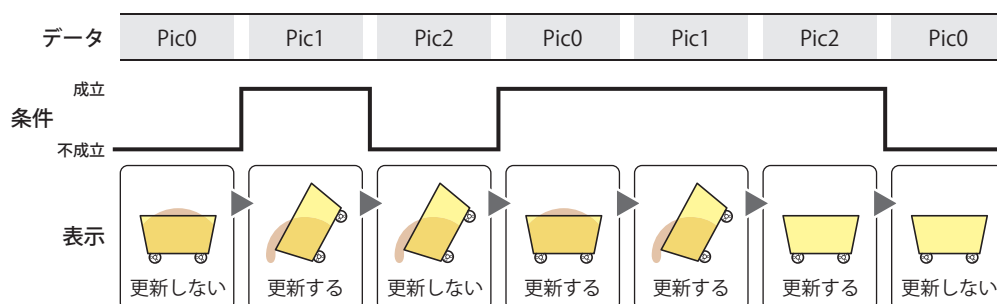 データ Pic0 Pic1 Pic2 Pic0 Pic1 Pic2 Pic0
成立
条件
不成立
表示
更新しない 更新する 更新しない 更新する 更新する 更新する 更新しない